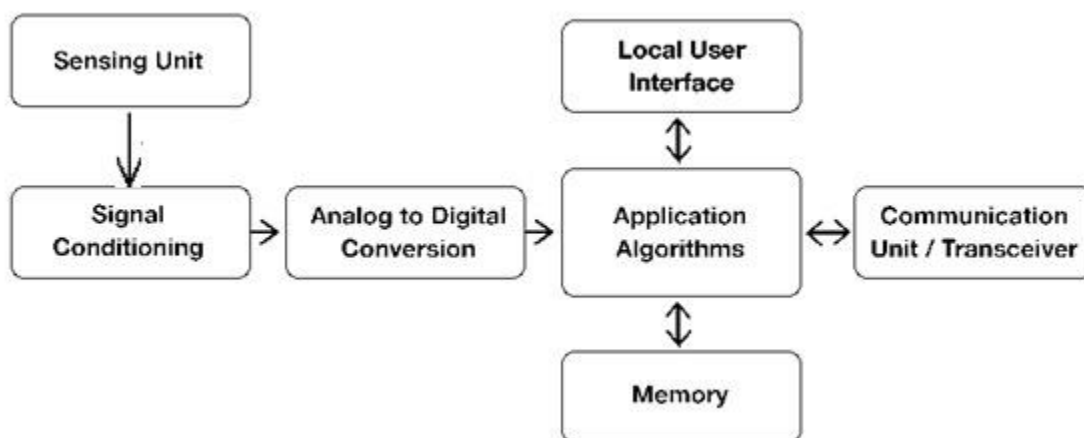 Sensing Unit
Local User
Interface
Signal
Conditioning
Analog to Digital
Conversion
Application
Algorithms
Communication
Unit / Transceiver
Memory